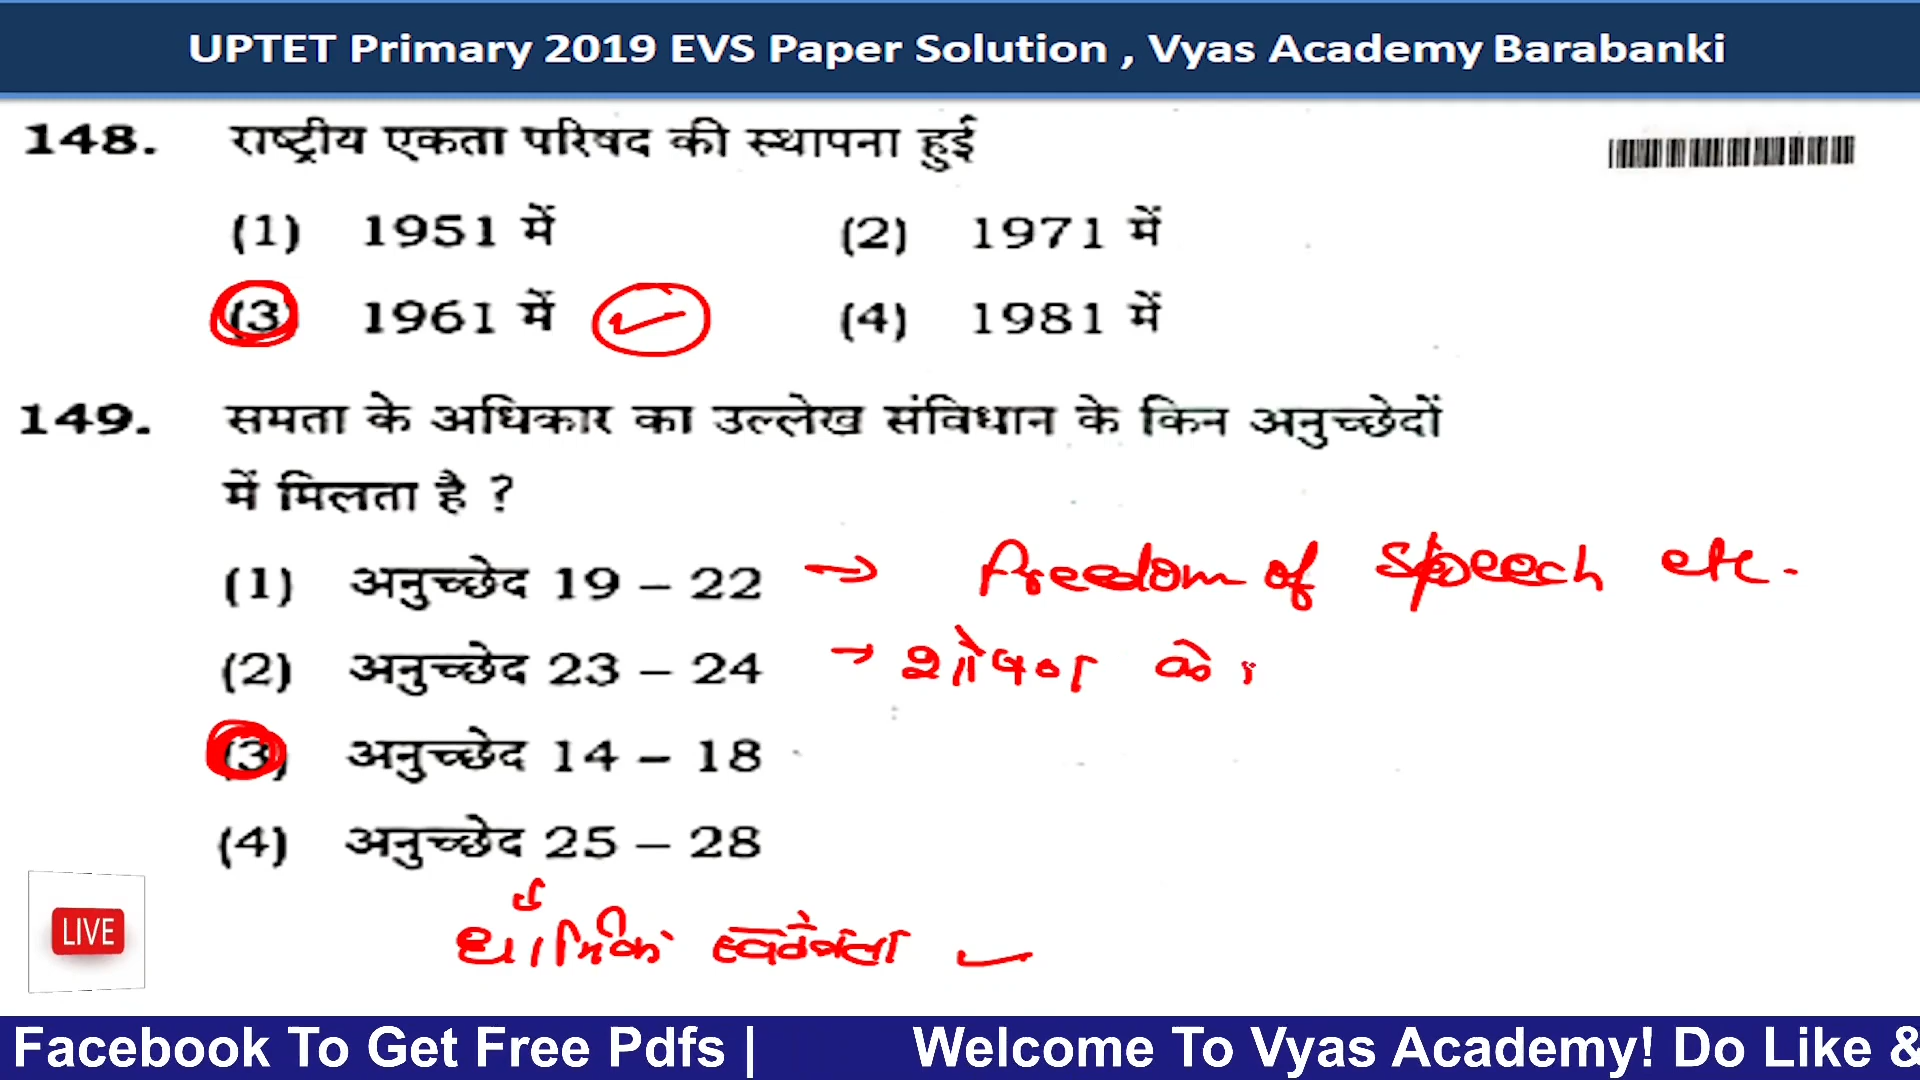 UPTET Primary 2019 EVS Paper Solution , Vyas Academy Barabanki
148. राष्ट्रीय एकता परिषद की स्थापना हुई
(1) 1951 में (2) 1971 में
(3) 1961 में (4) 1981 में
149. समता के अधिकार का उल्लेख संविधान के किन अनुच्छेदों
में मिलता है ?
(1) अनुच्छेद 19 – 22 → freedom of speech etc.
(2) अनुच्छेद 23 – 24 → शोषण के
(3) अनुच्छेद 14 – 18
(4) अनुच्छेद 25 – 28
धार्मिक
LIVE
Facebook To Get Free Pdfs | Welcome To Vyas Academy! Do Like &